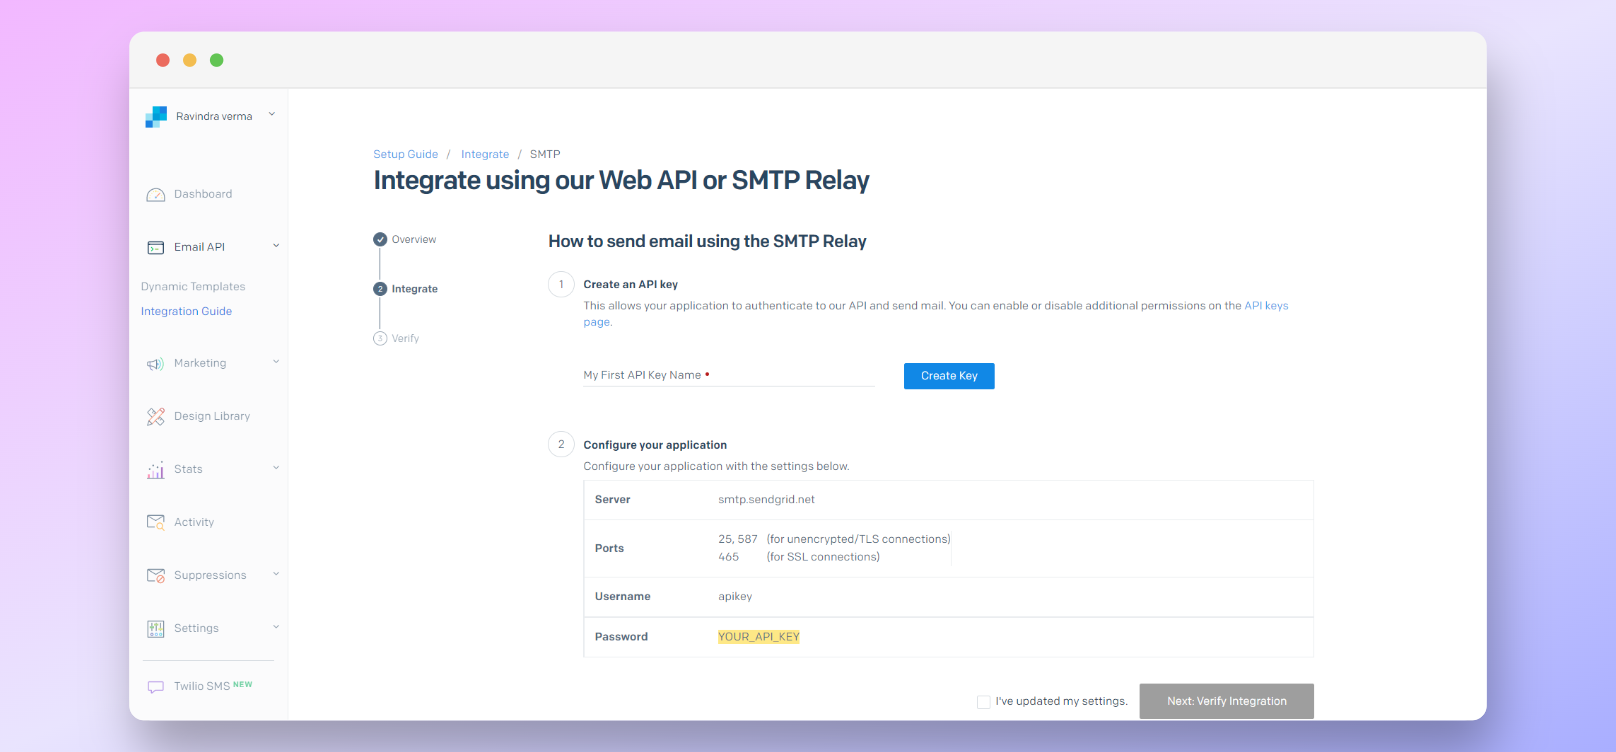 Ravindra verma
Dashboard
Email API
Dynamic Templates
Integration Guide
Marketing
Design Library
Stats
Activity
Suppressions
Settings
Twilio SMS NEW
Setup Guide / Integrate / SMTP
Integrate using our Web API or SMTP Relay
Overview
2 Integrate
3 Verify
How to send email using the SMTP Relay
1 Create an API key
This allows your application to authenticate to our API and send mail. You can enable or disable additional permissions on the API keys
page.
My First API Key Name •
Create Key
2 Configure your application
Configure your application with the settings below.
Server smtp.sendgrid.net
Ports
25, 587 (for unencrypted/TLS connections)
465 (for SSL connections)
Username apikey
Password YOUR_API_KEY
I've updated my settings.
Next: Verify Integration